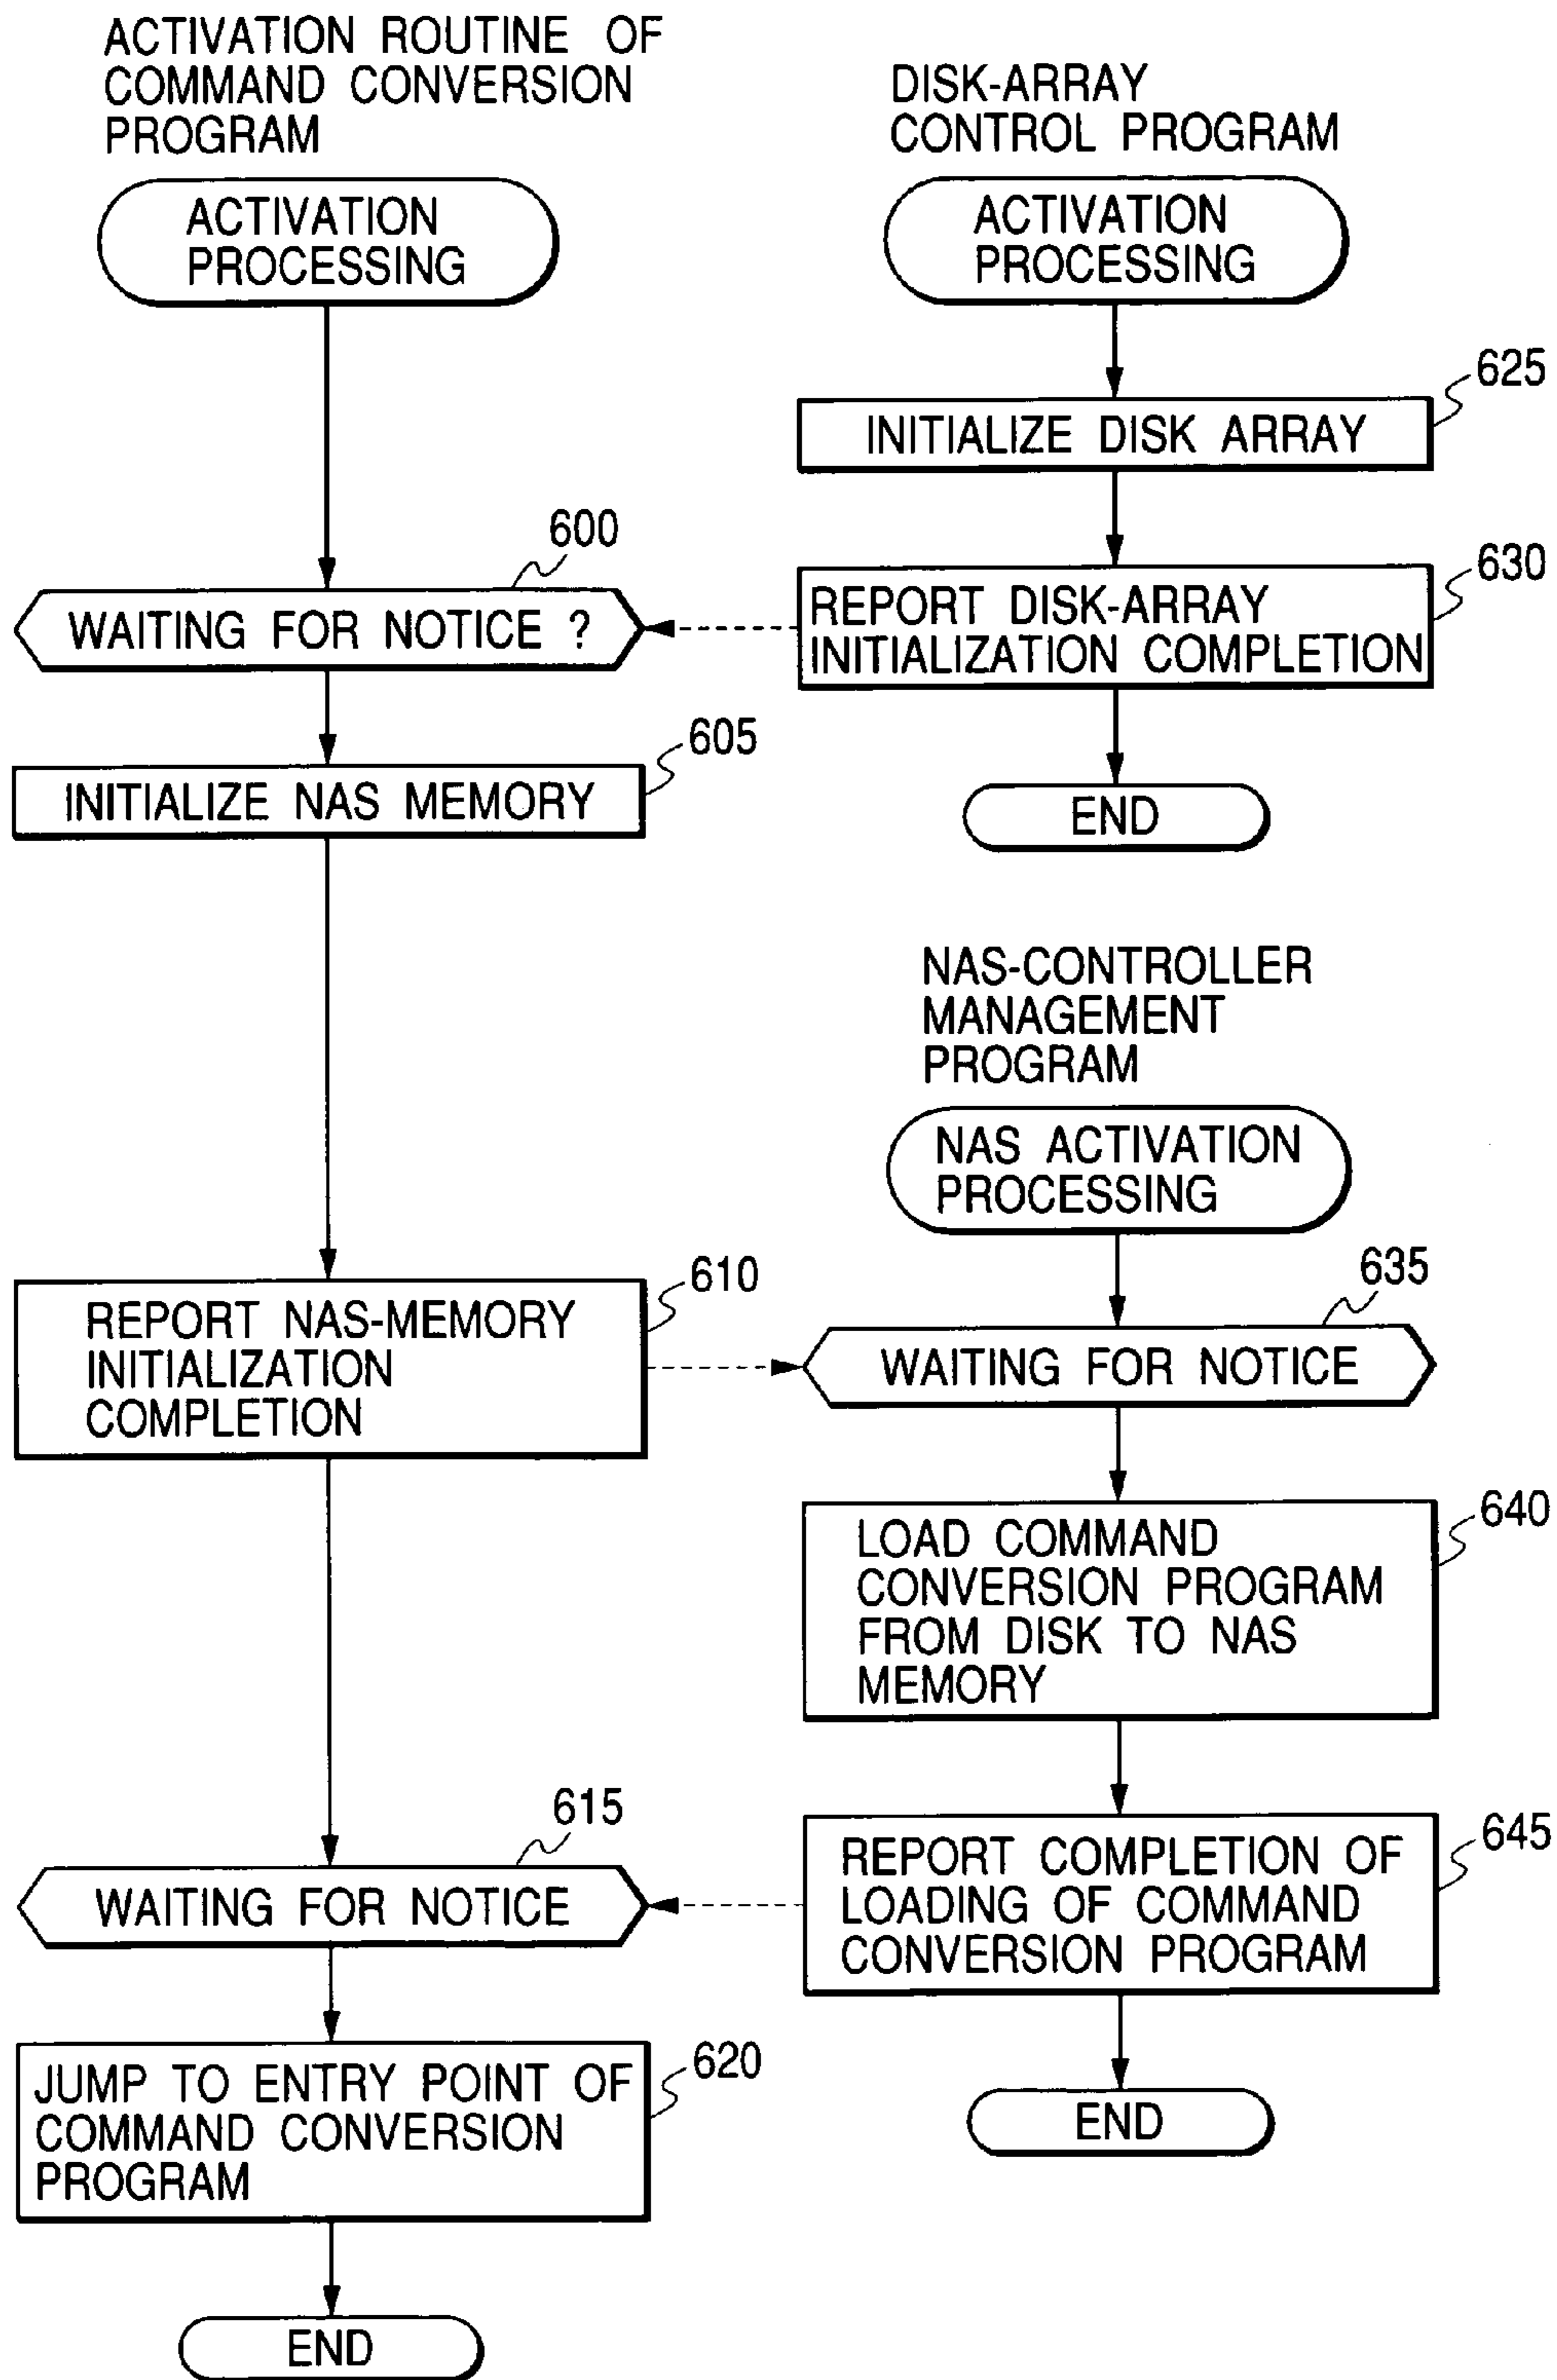 ACTIVATION ROUTINE OF
COMMAND CONVERSION
PROGRAM
ACTIVATION
PROCESSING
600
WAITING FOR NOTICE ?
605
INITIALIZE NAS MEMORY
610
REPORT NAS-MEMORY
INITIALIZATION
COMPLETION
615
WAITING FOR NOTICE
620
JUMP TO ENTRY POINT OF
COMMAND CONVERSION
PROGRAM
END
DISK-ARRAY
CONTROL PROGRAM
ACTIVATION
PROCESSING
625
INITIALIZE DISK ARRAY
630
REPORT DISK-ARRAY
INITIALIZATION COMPLETION
END
NAS-CONTROLLER
MANAGEMENT
PROGRAM
NAS ACTIVATION
PROCESSING
635
WAITING FOR NOTICE
640
LOAD COMMAND
CONVERSION PROGRAM
FROM DISK TO NAS
MEMORY
645
REPORT COMPLETION OF
LOADING OF COMMAND
CONVERSION PROGRAM
END